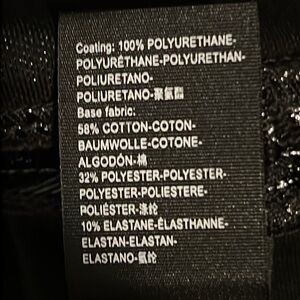 Coating: 100% POLYURETHANE-
POLYURÉTHANE-POLYURETHAN-
POLIURETANO-
POLIURETANO-聚氨酯
Base fabric:
58% COTTON-COTON-
BAUMWOLLE-COTONE-
ALGODÓN-棉
32% POLYESTER-POLYESTER-
POLYESTER-POLIESTERE-
POLIÉSTER-涤纶
10% ELASTANE-ÉLASTHANNE-
ELASTAN-ELASTAN-
ELASTANO-氨纶